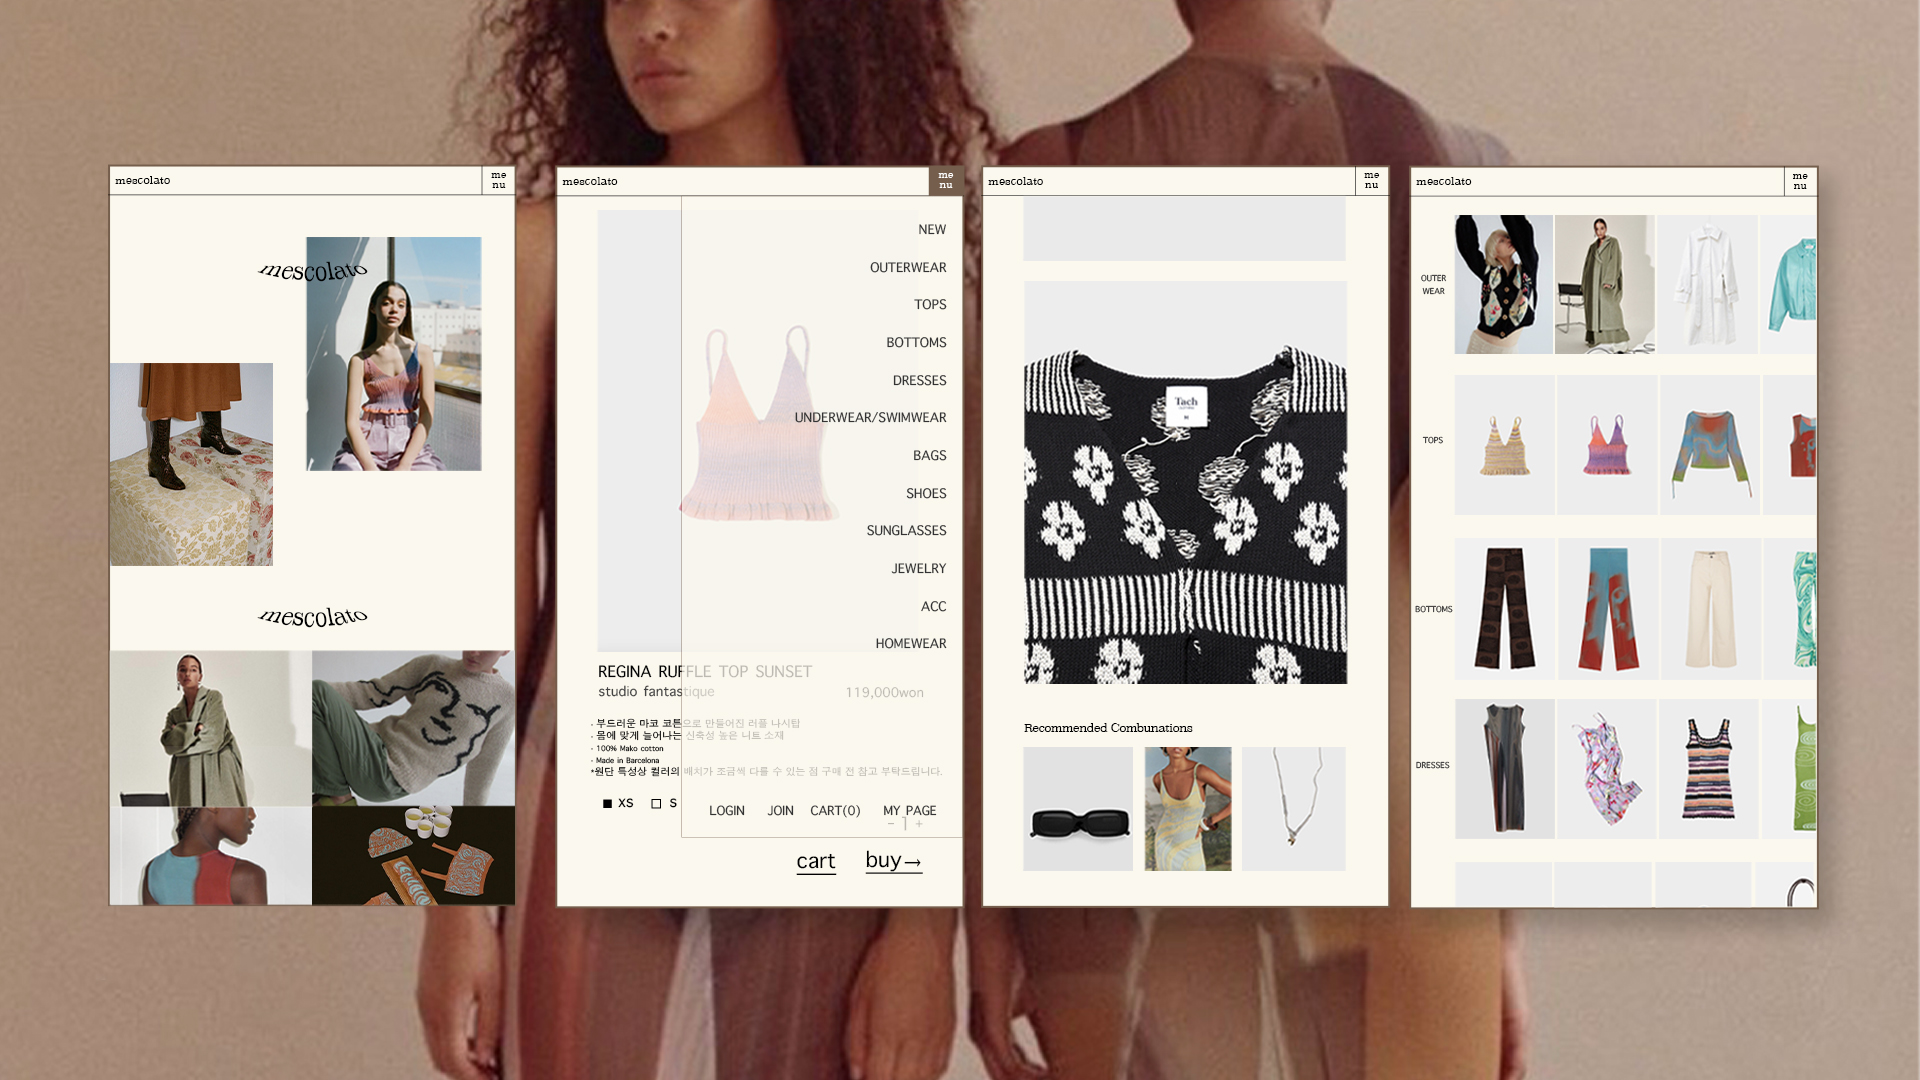 mescolato
me
nu
mescolato
mescolato
mescolato
me
nu
NEW
OUTERWEAR
TOPS
BOTTOMS
DRESSES
UNDERWEAR/SWIMWEAR
BAGS
SHOES
SUNGLASSES
JEWELRY
ACC
HOMEWEAR
REGINA RUFFLE TOP SUNSET
studio fantastique 119,000won
· 부드러운 마코 코튼으로 만들어진 러플 나시탑
· 몸에 맞게 늘어나는 신축성 높은 니트 소재
· 100% Mako cotton
· Made in Barcelona
*원단 특성상 컬러의 배치가 조금씩 다를 수 있는 점 구매 전 참고 부탁드립니다.
XS S
LOGIN JOIN CART(0) MY PAGE
- 1 +
cart buy→
mescolato
me
nu
Tach
M
Recommended Combunations
mescolato
me
nu
OUTER
WEAR
TOPS
BOTTOMS
DRESSES